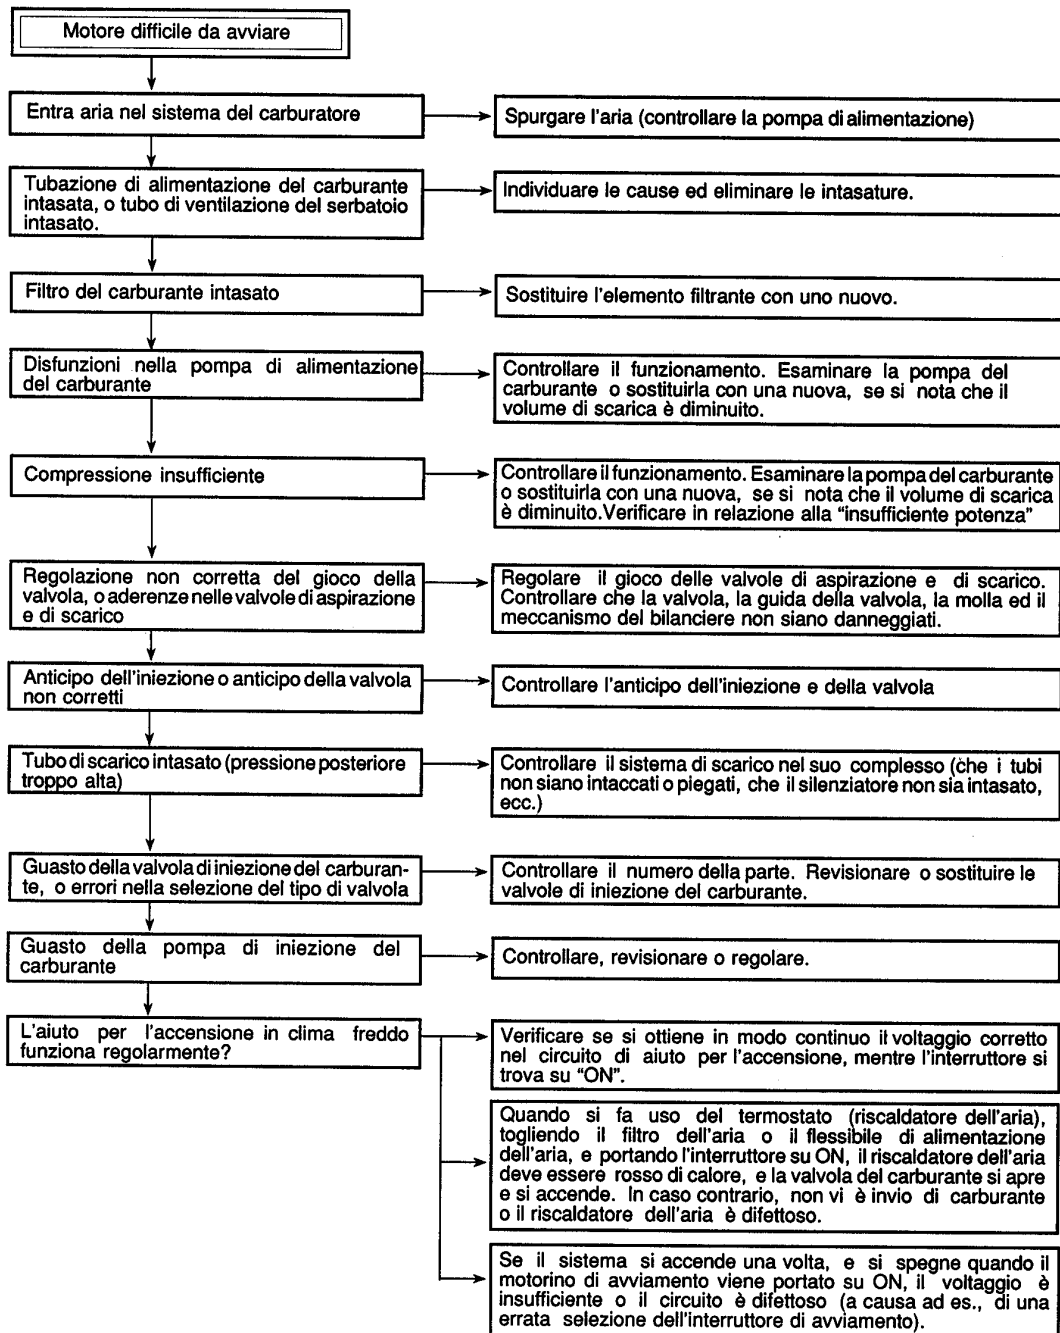 Motore difficile da avviare
Entra aria nel sistema del carburatore
Spurgare l'aria (controllare la pompa di alimentazione)
Tubazione di alimentazione del carburante
intasata, o tubo di ventilazione del serbatoio
intasato.
Individuare le cause ed eliminare le intasature.
Filtro del carburante intasato
Sostituire l'elemento filtrante con uno nuovo.
Disfunzioni nella pompa di alimentazione
del carburante
Controllare il funzionamento. Esaminare la pompa del
carburante o sostituirla con una nuova, se si nota che il
volume di scarica è diminuito.
Compressione insufficiente
Controllare il funzionamento. Esaminare la pompa del carburante
o sostituirla con una nuova, se si nota che il volume di scarica
è diminuito.Verificare in relazione alla "insufficiente potenza"
Regolazione non corretta del gioco della
valvola, o aderenze nelle valvole di aspirazione
e di scarico
Regolare il gioco delle valvole di aspirazione e di scarico.
Controllare che la valvola, la guida della valvola, la molla ed il
meccanismo del bilanciere non siano danneggiati.
Anticipo dell'iniezione o anticipo della valvola
non corretti
Controllare l'anticipo dell'iniezione e della valvola
Tubo di scarico intasato (pressione posteriore
troppo alta)
Controllare il sistema di scarico nel suo complesso (che i tubi
non siano intaccati o piegati, che il silenziatore non sia intasato,
ecc.)
Guasto della valvola di iniezione del carburan-
te, o errori nella selezione del tipo di valvola
Controllare il numero della parte. Revisionare o sostituire le
valvole di iniezione del carburante.
Guasto della pompa di iniezione del
carburante
Controllare, revisionare o regolare.
L'aiuto per l'accensione in clima freddo
funziona regolarmente?
Verificare se si ottiene in modo continuo il voltaggio corretto
nel circuito di aiuto per l'accensione, mentre l'interruttore si
trova su "ON".
Quando si fa uso del termostato (riscaldatore dell'aria),
togliendo il filtro dell'aria o il flessibile di alimentazione
dell'aria, e portando l'interruttore su ON, il riscaldatore dell'aria
deve essere rosso di calore, e la valvola del carburante si apre
e si accende. In caso contrario, non vi è invio di carburante
o il riscaldatore dell'aria è difettoso.
Se il sistema si accende una volta, e si spegne quando il
motorino di avviamento viene portato su ON, il voltaggio è
insufficiente o il circuito è difettoso (a causa ad es., di una
errata selezione dell'interruttore di avviamento).